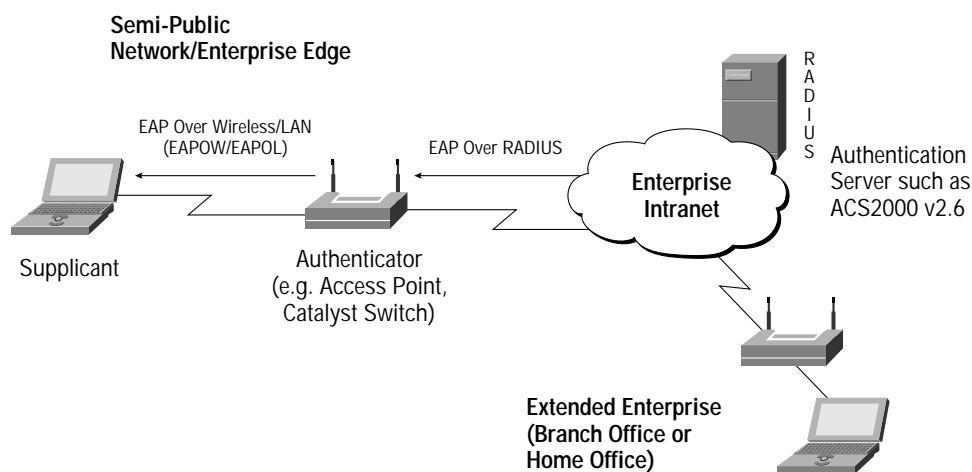 Semi-Public
Network/Enterprise Edge
EAP Over Wireless/LAN
(EAPOW/EAPOL)
EAP Over RADIUS
RADIUS
Enterprise
Intranet
Authentication
Server such as
ACS2000 v2.6
Supplicant
Authenticator
(e.g. Access Point,
Catalyst Switch)
Extended Enterprise
(Branch Office or
Home Office)